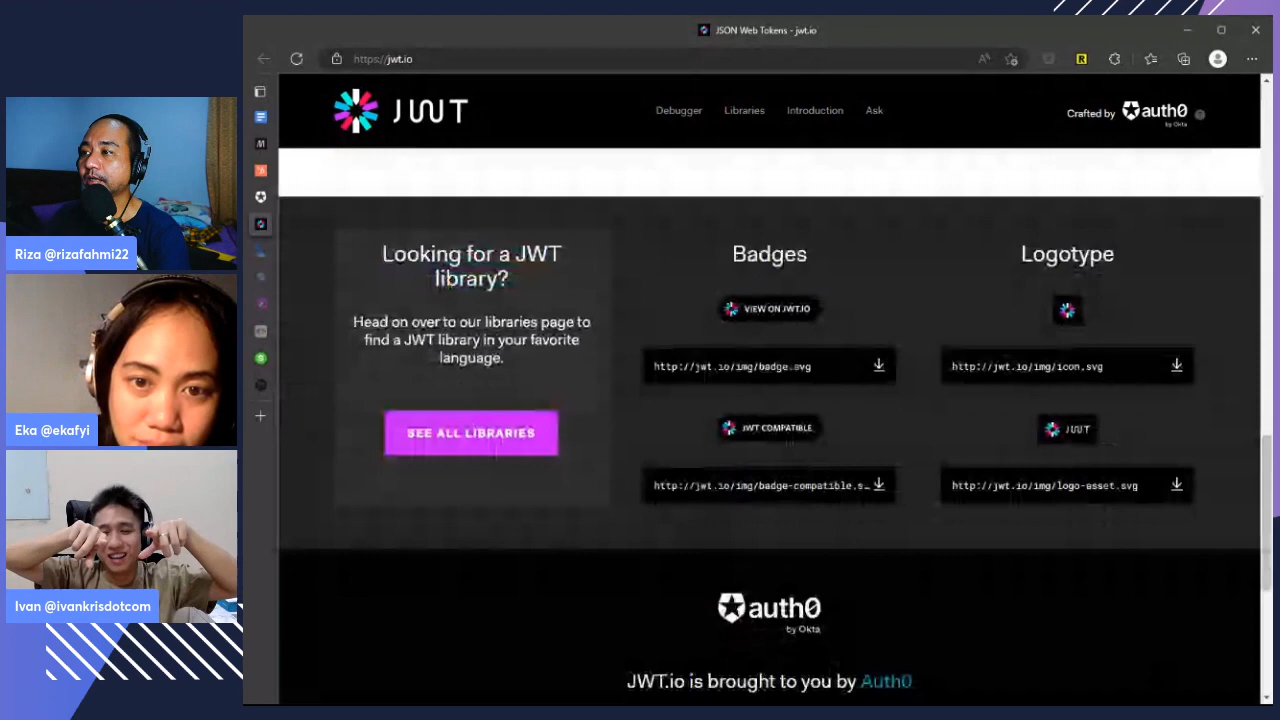 JSON Web Tokens - jwt.io
https://jwt.io
JWT
Debugger
Libraries
Introduction
Ask
Crafted by auth0
by Okta
Riza @rizafahmi22
Eka @ekafyi
Ivan @ivankrisdotcom
Looking for a JWT
library?
Head on over to our libraries page to
find a JWT library in your favorite
language.
SEE ALL LIBRARIES
Badges
VIEW ON JWT.IO
http://jwt.io/img/badge.svg
JWT COMPATIBLE
http://jwt.io/img/badge-compatible.s…
Logotype
http://jwt.io/img/icon.svg
JWT
http://jwt.io/img/logo-asset.svg
auth0
by Okta
JWT.io is brought to you by Auth0